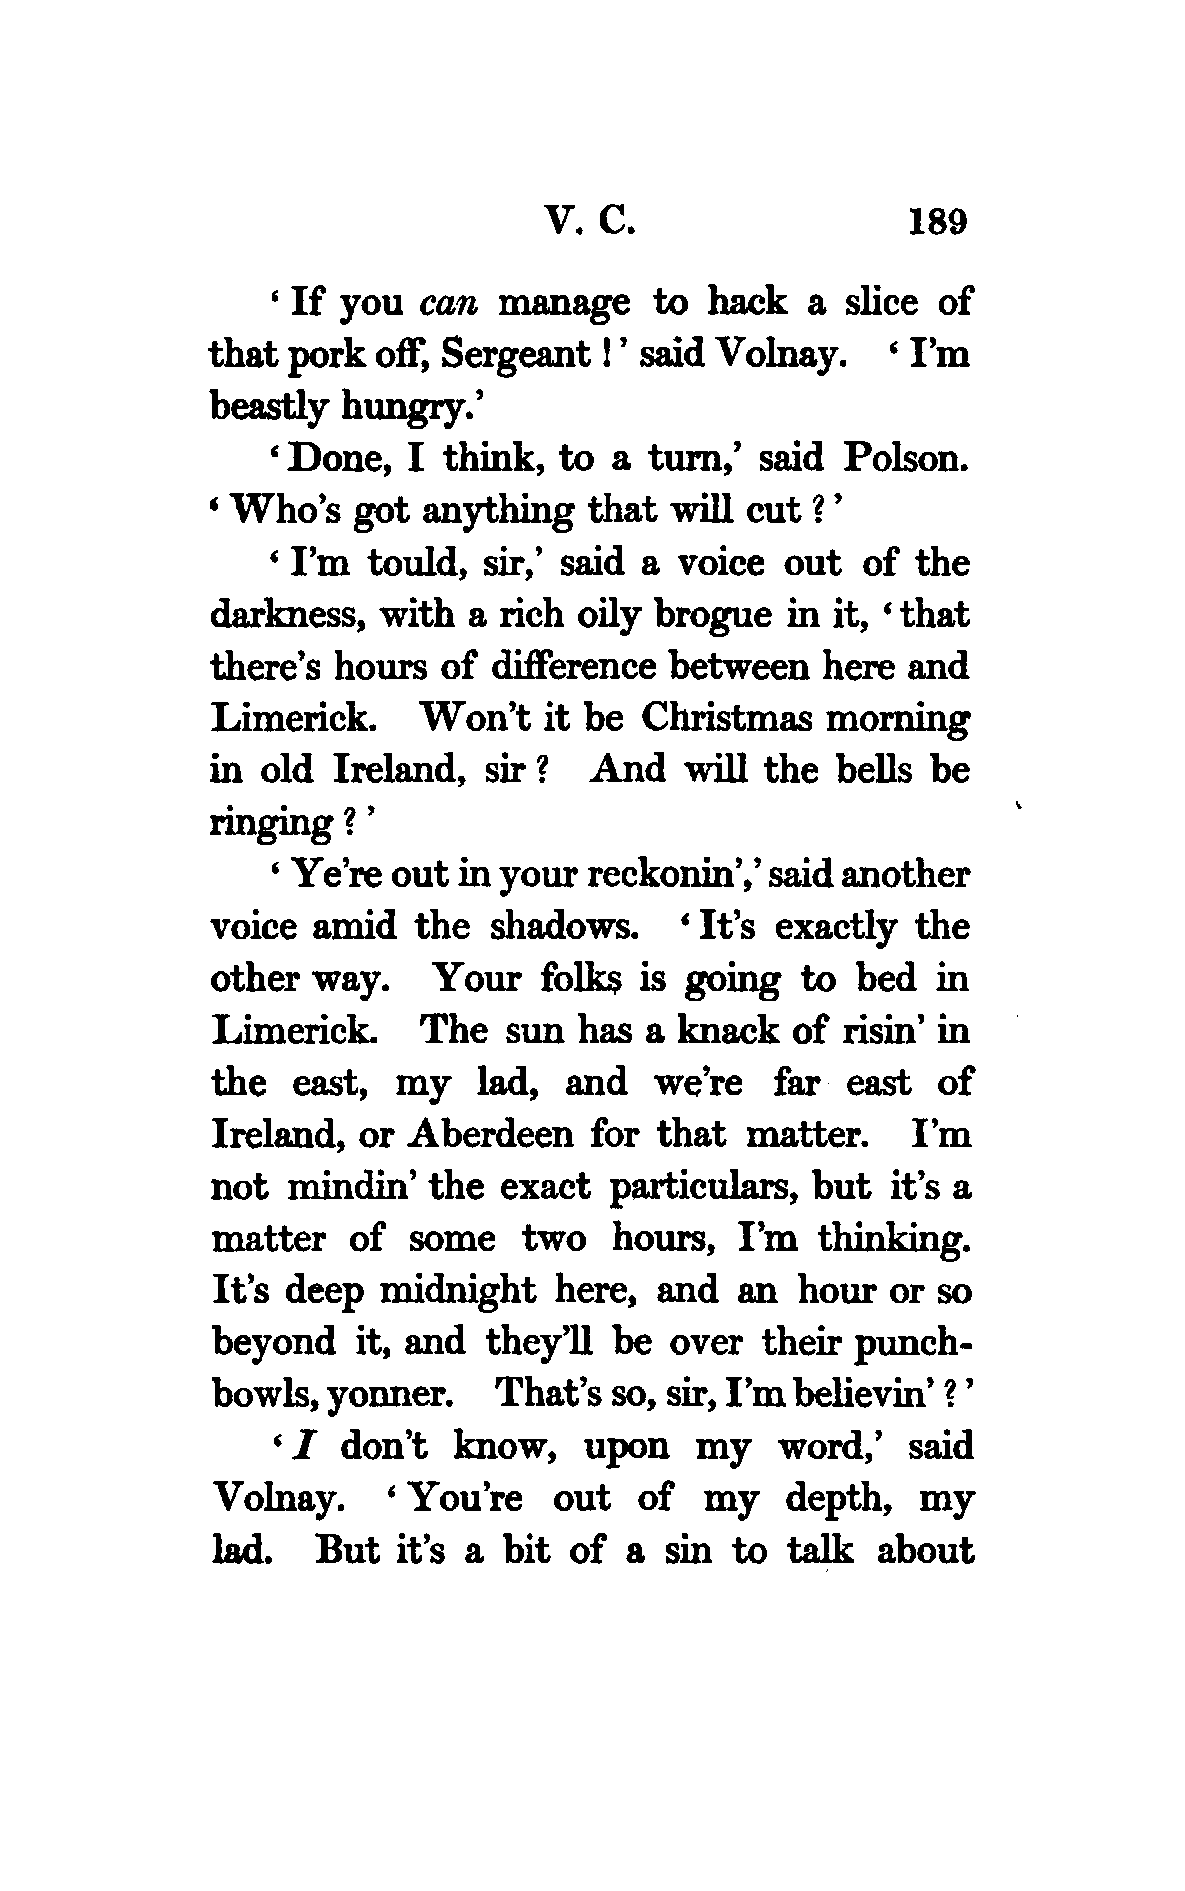 V. C. 189
‘ If you can manage to hack a slice of
that pork off, Sergeant ! ’ said Volnay. ‘ I’m
beastly hungry.’
‘ Done, I think, to a turn,’ said Polson.
‘ Who’s got anything that will cut ? ’
‘ I’m tould, sir,’ said a voice out of the
darkness, with a rich oily brogue in it, ‘ that
there’s hours of difference between here and
Limerick. Won’t it be Christmas morning
in old Ireland, sir ? And will the bells be
ringing ? ’
‘ Ye’re out in your reckonin’,’ said another
voice amid the shadows. ‘ It’s exactly the
other way. Your folks is going to bed in
Limerick. The sun has a knack of risin’ in
the east, my lad, and we’re far east of
Ireland, or Aberdeen for that matter. I’m
not mindin’ the exact particulars, but it’s a
matter of some two hours, I’m thinking.
It’s deep midnight here, and an hour or so
beyond it, and they’ll be over their punch-
bowls, yonner. That’s so, sir, I’m believin’ ? ’
‘ I don’t know, upon my word,’ said
Volnay. ‘ You’re out of my depth, my
lad. But it’s a bit of a sin to talk about